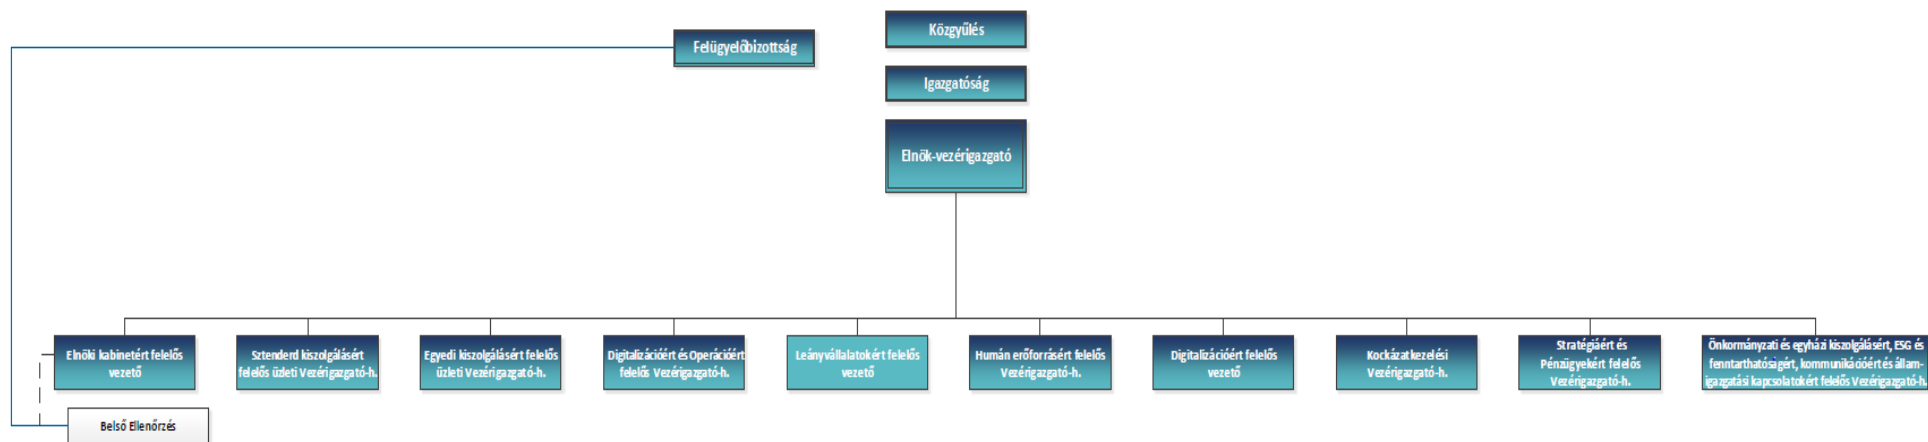 Közgyűlés
Felügyelőbizottság
Igazgatóság
Elnök-vezérigazgató
Elnöki kabinetért felelős
vezető
Sztenderd kiszolgálásért
felelős üzleti Vezérigazgató-h.
Egyedi kiszolgálásért felelős
üzleti Vezérigazgató-h.
Digitalizációért és Operációért
felelős Vezérigazgató-h.
Leányvállalatokért felelős
vezető
Humán erőforrásért felelős
Vezérigazgató-h.
Digitalizációért felelős
vezető
Kockázatkezelési
Vezérigazgató-h.
Stratégiáért és
Pénzügyekért felelős
Vezérigazgató-h.
Önkormányzati és egyházi kiszolgálásért, ESG és
fenntarthatóságért, kommunikációért és állam-
igazgatási kapcsolatokért felelős Vezérigazgató-h.
Belső Ellenőrzés